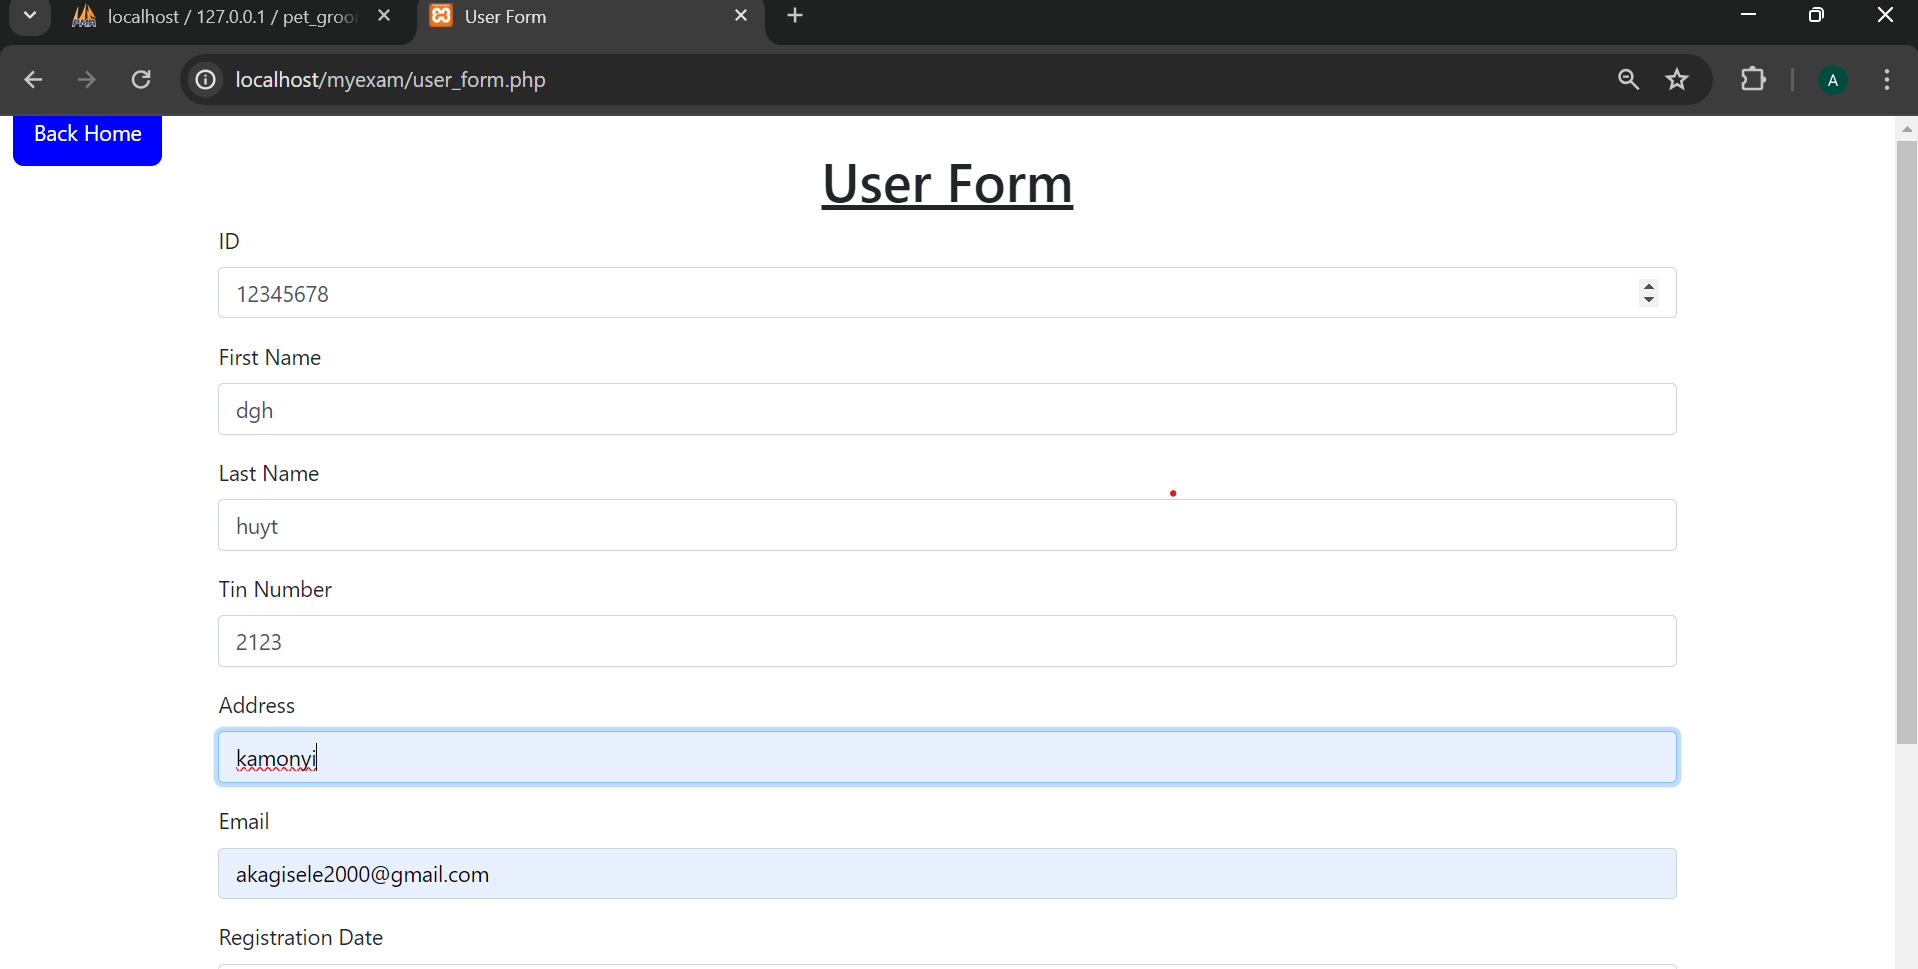 localhost / 127.0.0.1 / pet_groo
User Form
localhost/myexam/user_form.php
A
Back Home
User Form
ID
12345678
First Name
dgh
Last Name
huyt
Tin Number
2123
Address
kamonyi
Email
akagisele2000@gmail.com
Registration Date